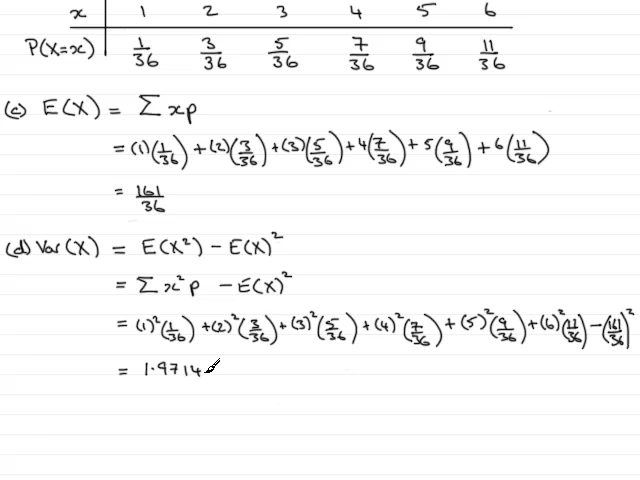 x 1 2 3 4 5 6
P(X=x) 1/36 3/36 5/36 7/36 9/36 11/36
(c) E(X) = Σ xp
= (1)(1/36) + (2)(3/36) + (3)(5/36) + 4(7/36) + 5(9/36) + 6(11/36)
= 161/36
(d) Var(X) = E(X²) − E(X)²
= Σ x²p − E(X)²
= (1)²(1/36) + (2)²(3/36) + (3)²(5/36) + (4)²(7/36) + (5)²(9/36) + (6)²(11/36) − (161/36)²
= 1.9714